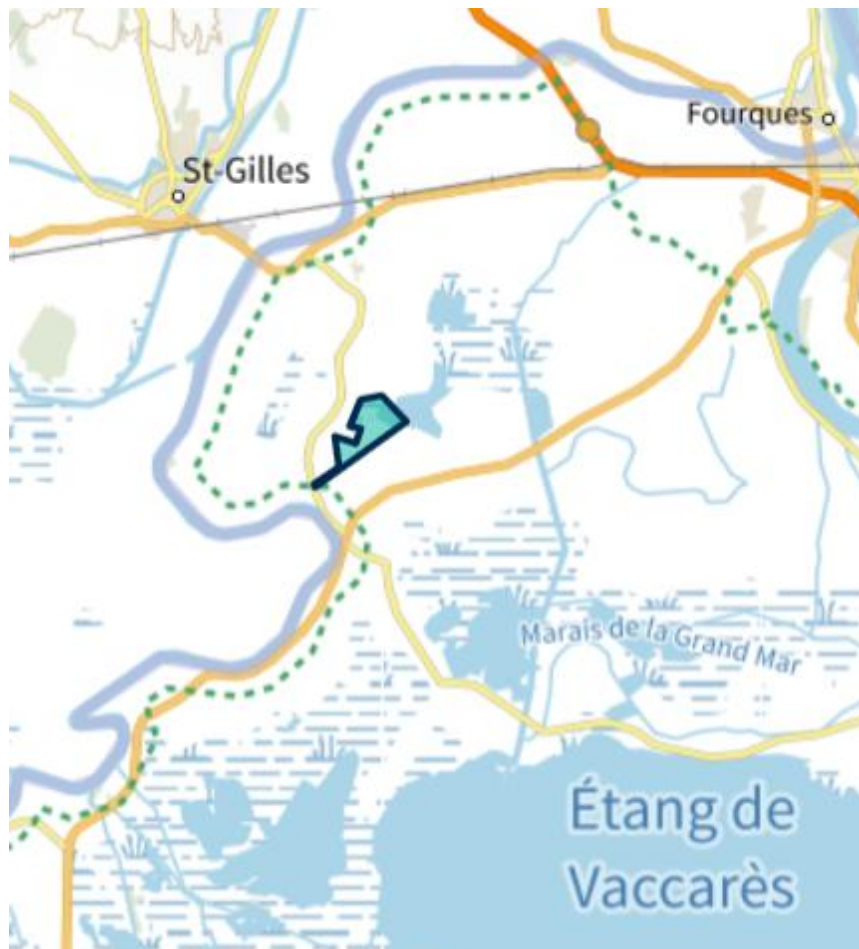 Fourques
St-Gilles
Marais de la Grand Mar
Étang de
Vaccarès